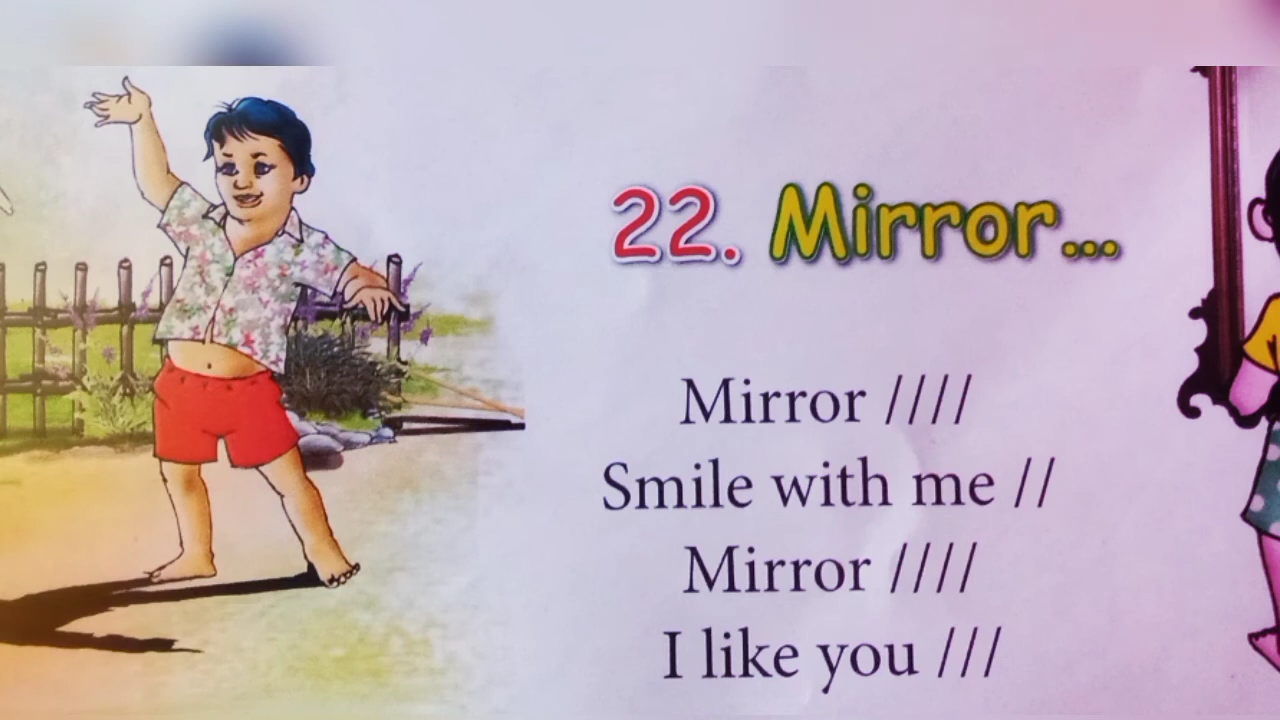 22. Mirror...
Mirror ////
Smile with me //
Mirror ////
I like you ///